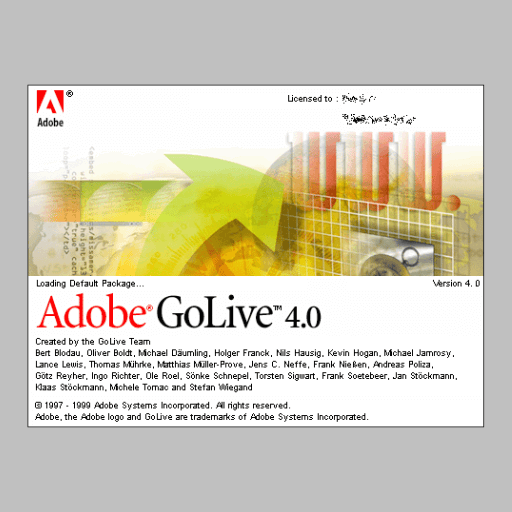 Adobe®
Licensed to :
Loading Default Package...
Version 4.0
Adobe® GoLive™ 4.0
Created by the GoLive Team
Bert Blodau, Oliver Boldt, Michael Däumling, Holger Franck, Nils Hausig, Kevin Hogan, Michael Jamrosy,
Lance Lewis, Thomas Mührke, Matthias Müller-Prove, Jens C. Neffe, Frank Nießen, Andreas Poliza,
Götz Reyher, Ingo Richter, Ole Roel, Sönke Schnepel, Torsten Sigwart, Frank Soetebeer, Jan Stöckmann,
Klaas Stöckmann, Michele Tomac and Stefan Wiegand
© 1997 - 1999 Adobe Systems Incorporated. All rights reserved.
Adobe, the Adobe logo and GoLive are trademarks of Adobe Systems Incorporated.